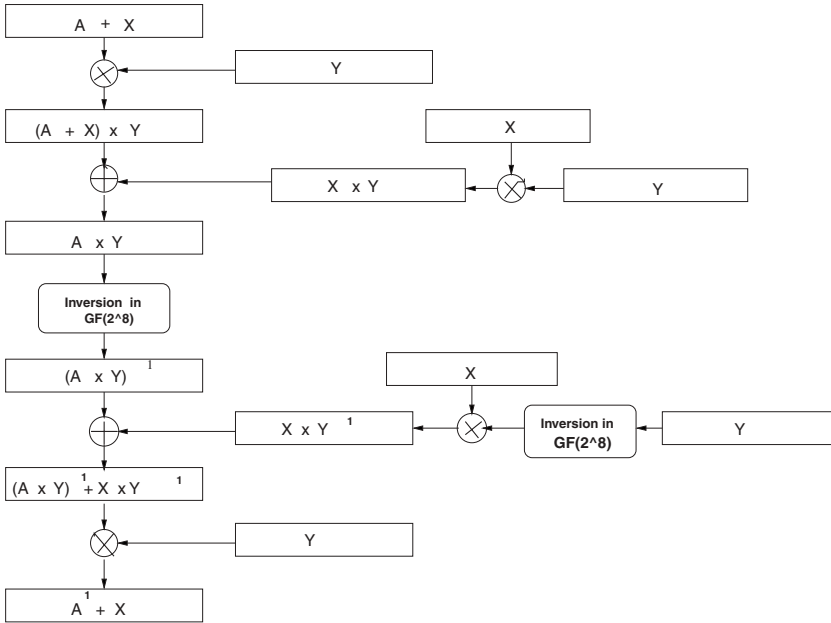 A + X
Y
(A + X) x Y
X
X x Y
Y
A x Y
Inversion in
GF(2^8)
(A x Y) 1
X
X x Y 1
Inversion in
GF(2^8)
Y
(A x Y) 1 + X x Y 1
Y
A 1 + X